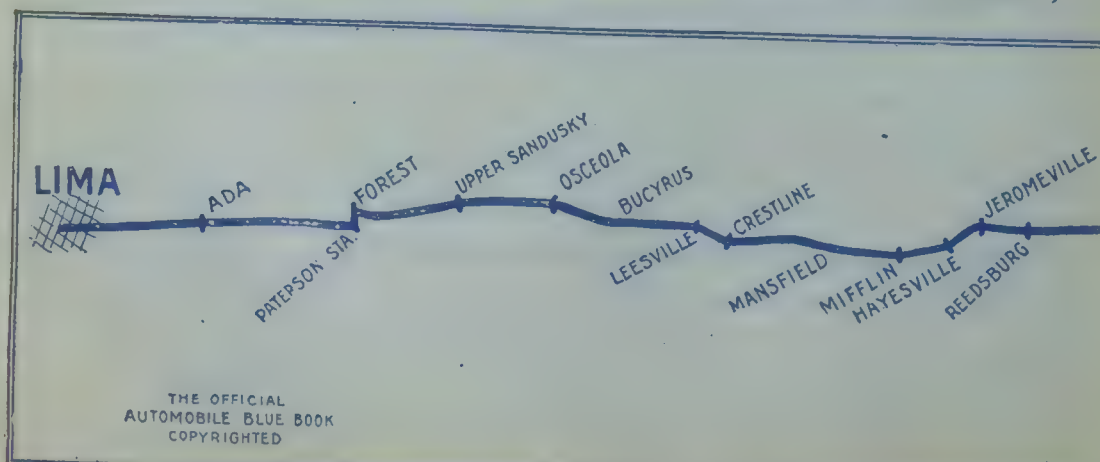 LIMA
ADA
PATERSON STA.
FOREST
UPPER SANDUSKY
OSCEOLA
BUCYRUS
LEESVILLE
CRESTLINE
MANSFIELD
MIFFLIN
HAYESVILLE
JEROMEVILLE
REEDSBURG
THE OFFICIAL
AUTOMOBILE BLUE BOOK
COPYRIGHTED